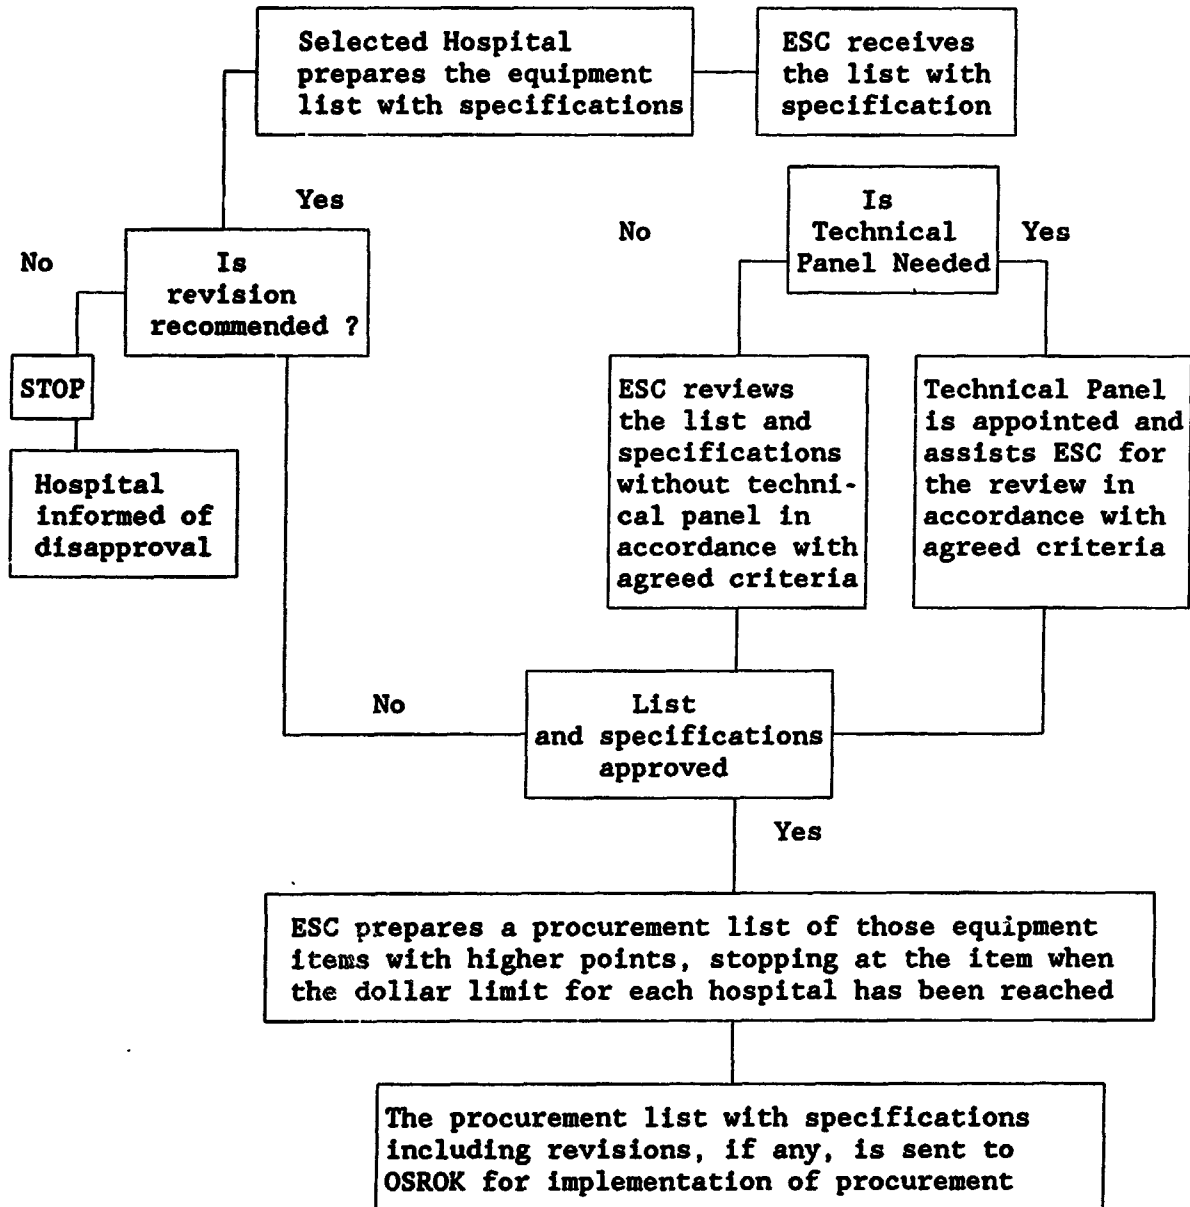 Selected Hospital
prepares the equipment
list with specifications
ESC receives
the list with
specification
Yes
No
Is
revision
recommended ?
STOP
Hospital
informed of
disapproval
Is
Technical
Panel Needed
No
Yes
ESC reviews
the list and
specifications
without techni-
cal panel in
accordance with
agreed criteria
Technical Panel
is appointed and
assists ESC for
the review in
accordance with
agreed criteria
No
List
and specifications
approved
Yes
ESC prepares a procurement list of those equipment
items with higher points, stopping at the item when
the dollar limit for each hospital has been reached
The procurement list with specifications
including revisions, if any, is sent to
OSROK for implementation of procurement